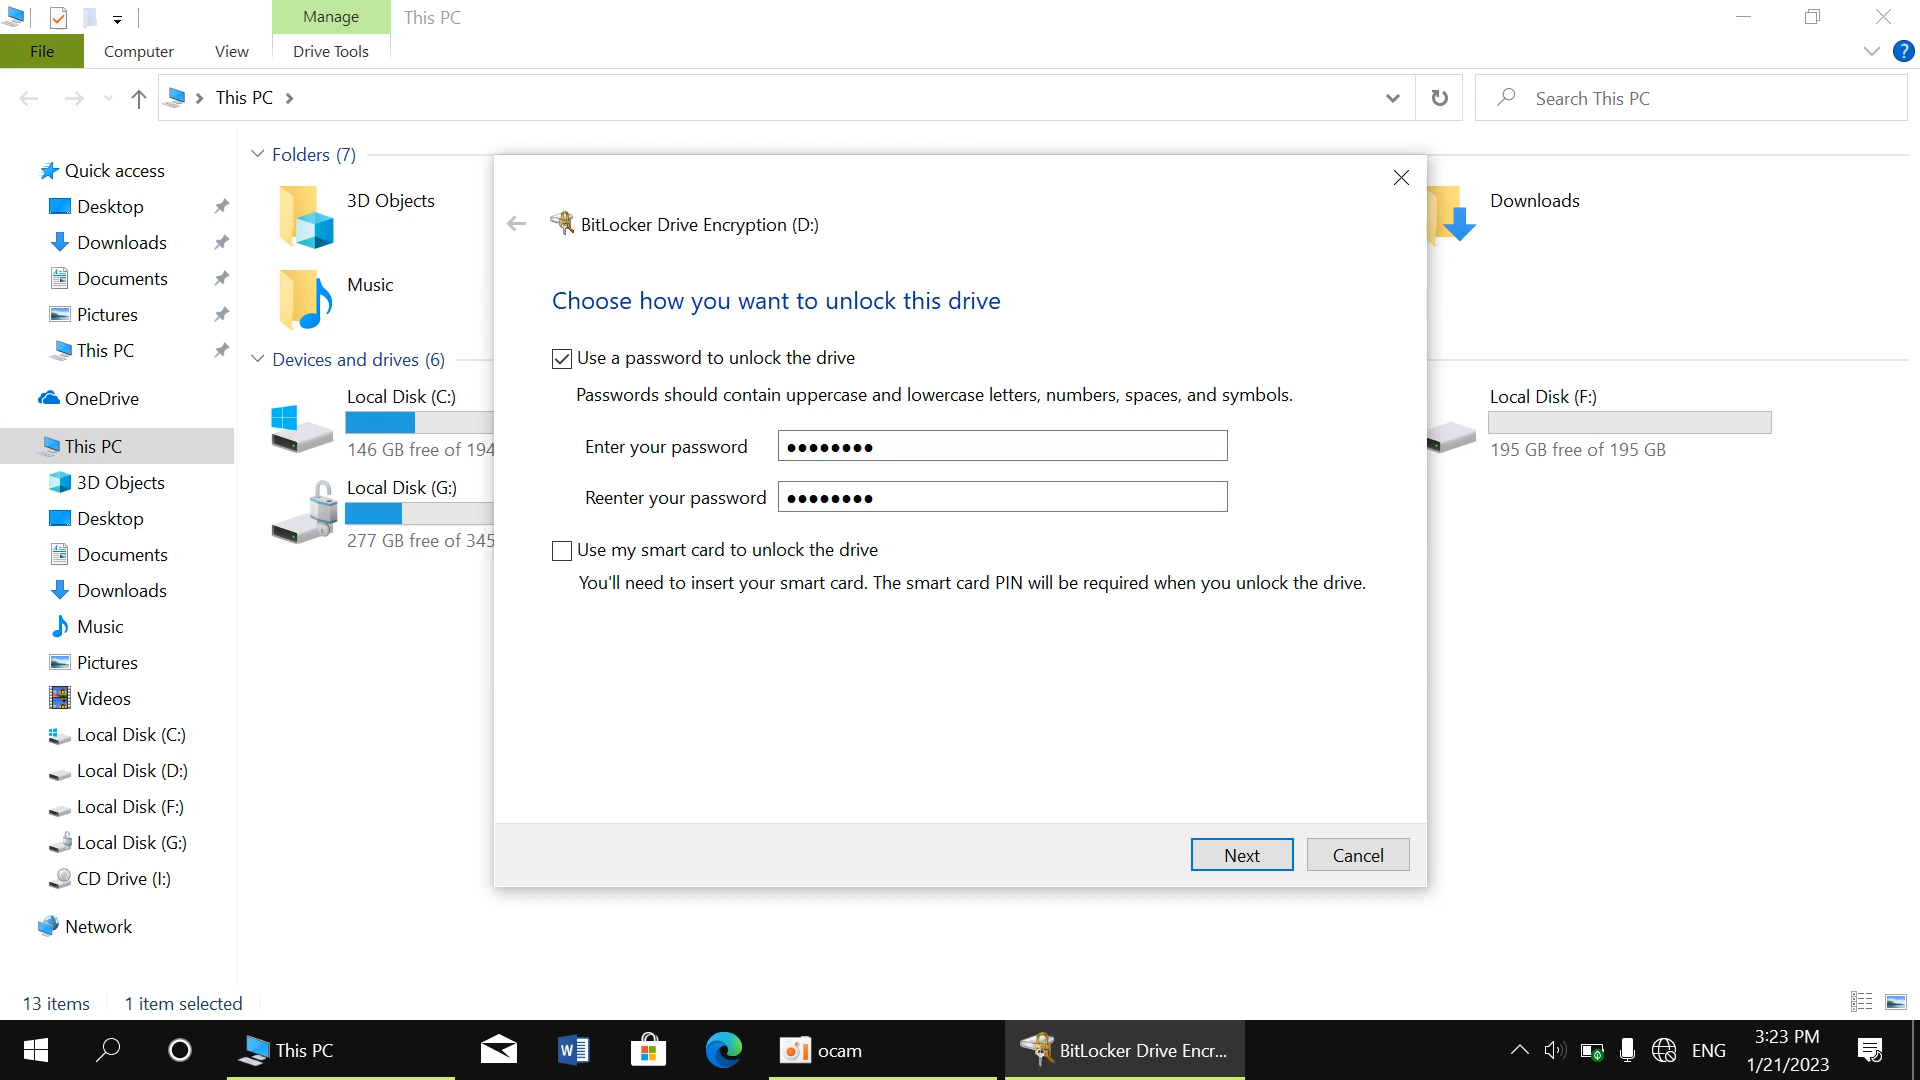 Manage
This PC
File
Computer
View
Drive Tools
This PC
Search This PC
Quick access
Desktop
Downloads
Documents
Pictures
This PC
OneDrive
This PC
3D Objects
Desktop
Documents
Downloads
Music
Pictures
Videos
Local Disk (C:)
Local Disk (D:)
Local Disk (F:)
Local Disk (G:)
CD Drive (I:)
Network
Folders (7)
3D Objects
Music
Downloads
Devices and drives (6)
Local Disk (C:)
146 GB free of 194
Local Disk (G:)
277 GB free of 345
Local Disk (F:)
195 GB free of 195 GB
BitLocker Drive Encryption (D:)
Choose how you want to unlock this drive
Use a password to unlock the drive
Passwords should contain uppercase and lowercase letters, numbers, spaces, and symbols.
Enter your password
Reenter your password
Use my smart card to unlock the drive
You'll need to insert your smart card. The smart card PIN will be required when you unlock the drive.
Next
Cancel
13 items
1 item selected
This PC
ocam
BitLocker Drive Encr...
ENG
3:23 PM
1/21/2023